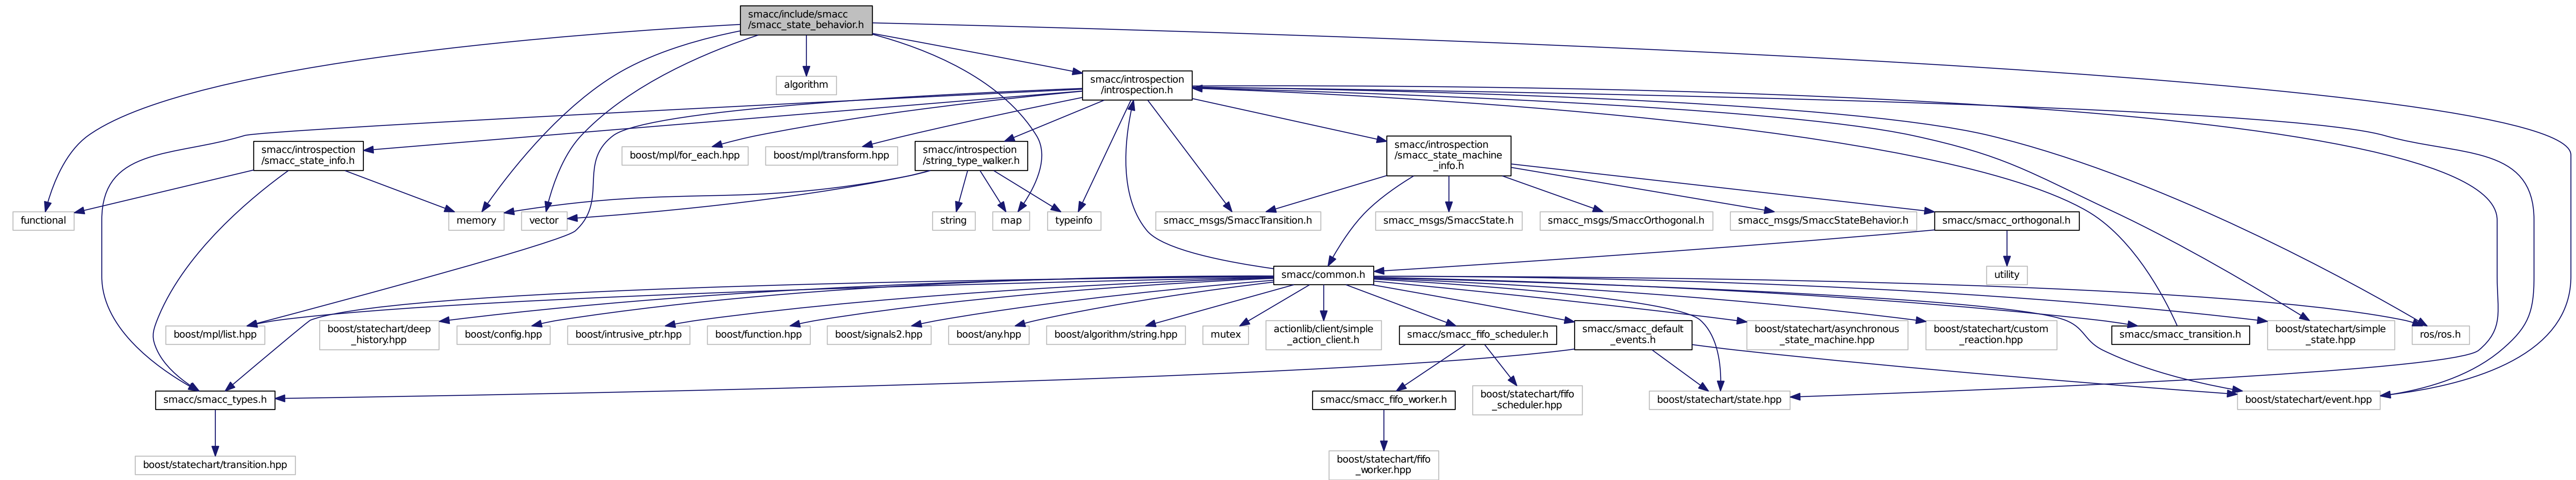 smacc/include/smacc
/smacc_state_behavior.h
algorithm
smacc/introspection
/introspection.h
smacc/introspection
/smacc_state_info.h
boost/mpl/for_each.hpp
boost/mpl/transform.hpp
smacc/introspection
/string_type_walker.h
smacc/introspection
/smacc_state_machine
_info.h
functional
memory
vector
string
map
typeinfo
smacc_msgs/SmaccTransition.h
smacc_msgs/SmaccState.h
smacc_msgs/SmaccOrthogonal.h
smacc_msgs/SmaccStateBehavior.h
smacc/smacc_orthogonal.h
smacc/common.h
utility
boost/mpl/list.hpp
boost/statechart/deep
_history.hpp
boost/config.hpp
boost/intrusive_ptr.hpp
boost/function.hpp
boost/signals2.hpp
boost/any.hpp
boost/algorithm/string.hpp
mutex
actionlib/client/simple
_action_client.h
smacc/smacc_fifo_scheduler.h
smacc/smacc_default
_events.h
boost/statechart/asynchronous
_state_machine.hpp
boost/statechart/custom
_reaction.hpp
smacc/smacc_transition.h
boost/statechart/simple
_state.hpp
ros/ros.h
smacc/smacc_types.h
smacc/smacc_fifo_worker.h
boost/statechart/fifo
_scheduler.hpp
boost/statechart/state.hpp
boost/statechart/event.hpp
boost/statechart/transition.hpp
boost/statechart/fifo
_worker.hpp